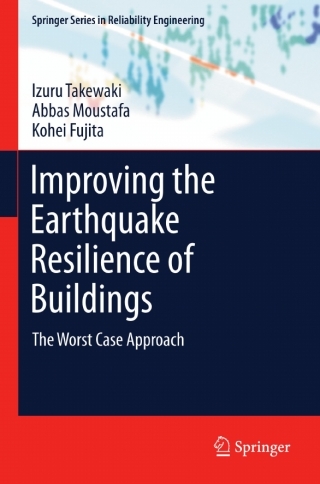 Springer Series in Reliability Engineering
Izuru Takewaki
Abbas Moustafa
Kohei Fujita
Improving the
Earthquake
Resilience of
Buildings
The Worst Case Approach
Springer